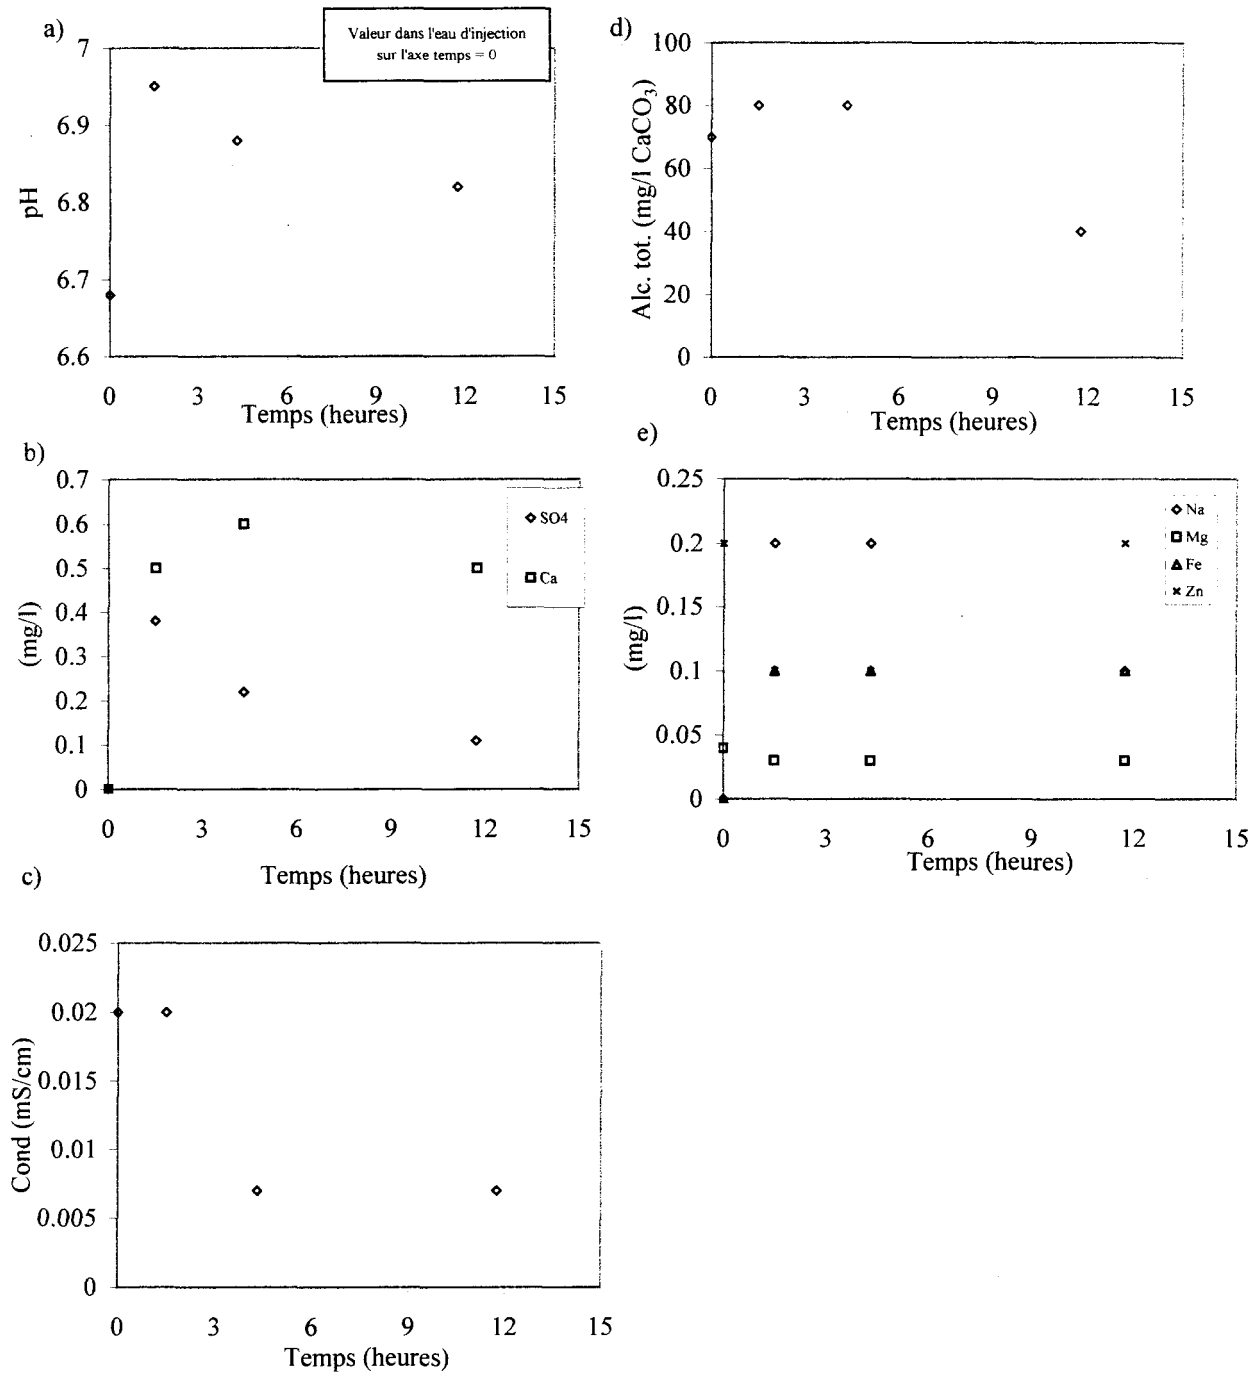 a)
Valeur dans l'eau d'injection
sur l'axe temps = 0
7
6.9
6.8
6.7
6.6
pH
0 3 6 9 12 15
Temps (heures)
d)
100
80
60
40
20
0
Alc. tot. (mg/l CaCO₃)
0 3 6 9 12 15
Temps (heures)
b)
0.7
0.6
0.5
0.4
0.3
0.2
0.1
0
(mg/l)
SO4
Ca
0 3 6 9 12 15
Temps (heures)
e)
0.25
0.2
0.15
0.1
0.05
0
(mg/l)
Na
Mg
Fe
Zn
0 3 6 9 12 15
Temps (heures)
c)
0.025
0.02
0.015
0.01
0.005
0
Cond (mS/cm)
0 3 6 9 12 15
Temps (heures)